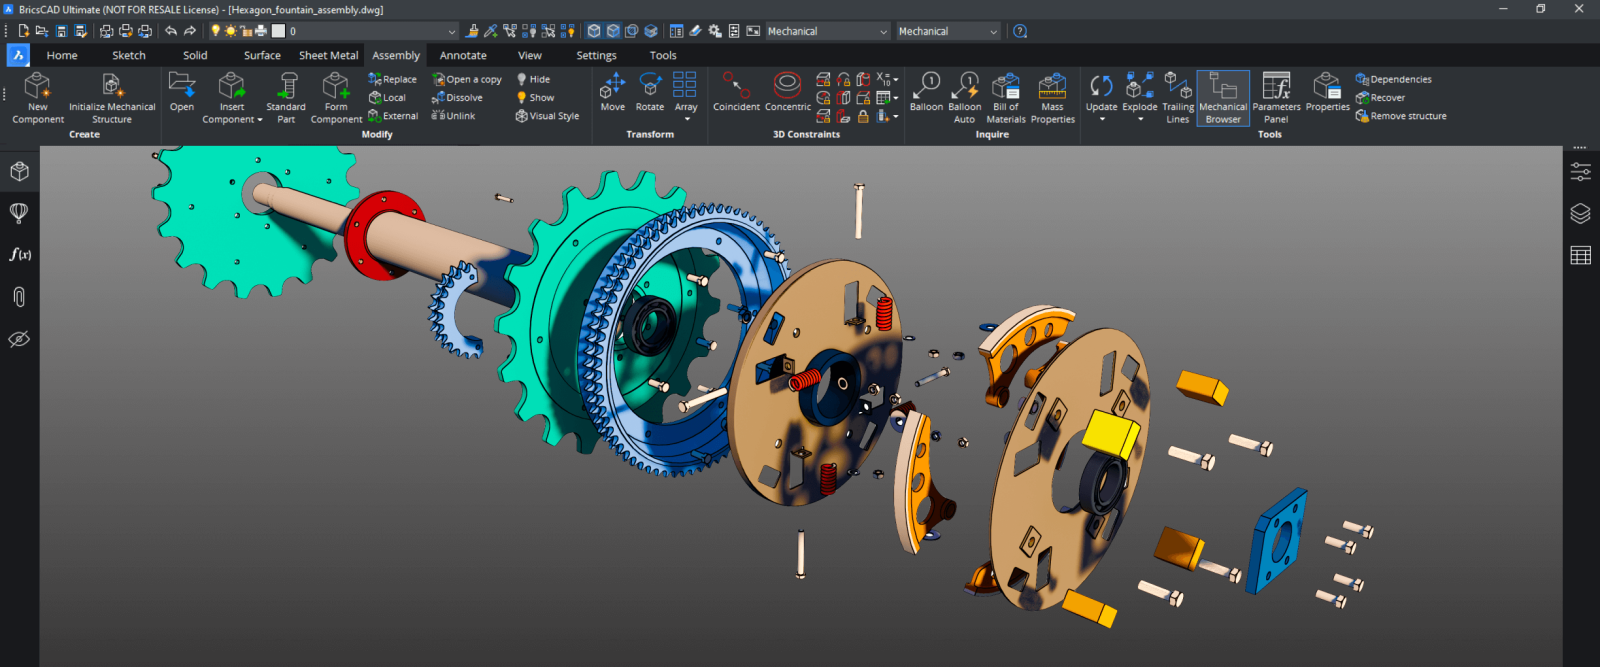 BricsCAD Ultimate (NOT FOR RESALE License) - [Hexagon_fountain_assembly.dwg]
0 Mechanical Mechanical
Home Sketch Solid Surface Sheet Metal Assembly Annotate View Settings Tools
New Component
Initialize Mechanical Structure
Create
Open
Insert Component
Standard Part
Form Component
Replace
Local
External
Open a copy
Dissolve
Unlink
Hide
Show
Visual Style
Modify
Move
Rotate
Array
Transform
Coincident
Concentric
X=
10
3D Constraints
Balloon
Balloon Auto
Bill of Materials
Mass Properties
Inquire
Update
Explode
Trailing Lines
Mechanical Browser
Parameters Panel
Properties
Dependencies
Recover
Remove structure
Tools
f(x)